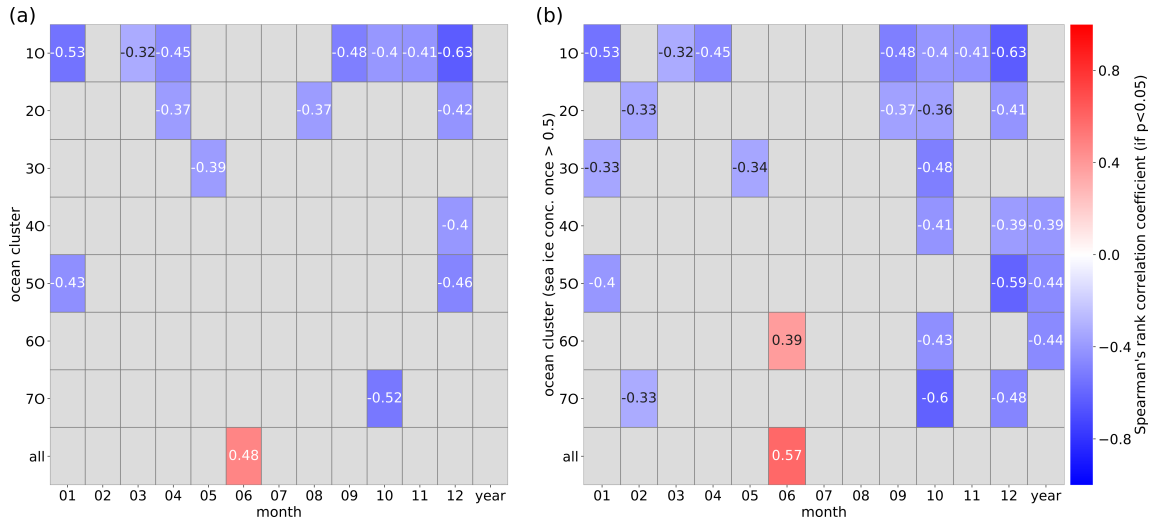 (a)
ocean cluster
1O -0.53 -0.32 -0.45 -0.48 -0.4 -0.41 -0.63
2O -0.37 -0.37 -0.42
3O -0.39
4O -0.4
5O -0.43 -0.46
6O
7O -0.52
all 0.48
01 02 03 04 05 06 07 08 09 10 11 12 year
month
(b)
ocean cluster (sea ice conc. once > 0.5)
1O -0.53 -0.32 -0.45 -0.48 -0.4 -0.41 -0.63
2O -0.33 -0.37 -0.36 -0.41
3O -0.33 -0.34 -0.48
4O -0.41 -0.39 -0.39
5O -0.4 -0.59 -0.44
6O 0.39 -0.43 -0.44
7O -0.33 -0.6 -0.48
all 0.57
01 02 03 04 05 06 07 08 09 10 11 12 year
month
0.8
0.4
0.0
−0.4
−0.8
Spearman's rank correlation coefficient (if p<0.05)